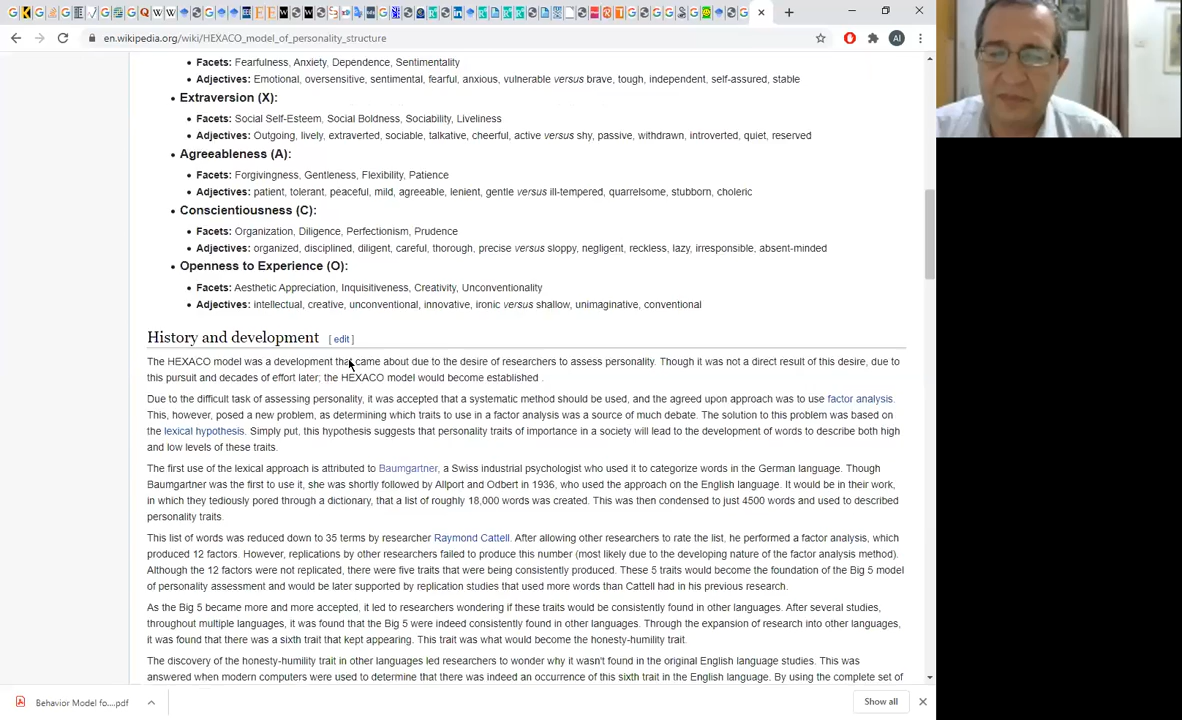 en.wikipedia.org/wiki/HEXACO_model_of_personality_structure
AI
Facets: Fearfulness, Anxiety, Dependence, Sentimentality
Adjectives: Emotional, oversensitive, sentimental, fearful, anxious, vulnerable versus brave, tough, independent, self-assured, stable
Extraversion (X):
Facets: Social Self-Esteem, Social Boldness, Sociability, Liveliness
Adjectives: Outgoing, lively, extraverted, sociable, talkative, cheerful, active versus shy, passive, withdrawn, introverted, quiet, reserved
Agreeableness (A):
Facets: Forgivingness, Gentleness, Flexibility, Patience
Adjectives: patient, tolerant, peaceful, mild, agreeable, lenient, gentle versus ill-tempered, quarrelsome, stubborn, choleric
Conscientiousness (C):
Facets: Organization, Diligence, Perfectionism, Prudence
Adjectives: organized, disciplined, diligent, careful, thorough, precise versus sloppy, negligent, reckless, lazy, irresponsible, absent-minded
Openness to Experience (O):
Facets: Aesthetic Appreciation, Inquisitiveness, Creativity, Unconventionality
Adjectives: intellectual, creative, unconventional, innovative, ironic versus shallow, unimaginative, conventional
History and development [ edit ]
The HEXACO model was a development that came about due to the desire of researchers to assess personality. Though it was not a direct result of this desire, due to
this pursuit and decades of effort later; the HEXACO model would become established .
Due to the difficult task of assessing personality, it was accepted that a systematic method should be used, and the agreed upon approach was to use factor analysis.
This, however, posed a new problem, as determining which traits to use in a factor analysis was a source of much debate. The solution to this problem was based on
the lexical hypothesis. Simply put, this hypothesis suggests that personality traits of importance in a society will lead to the development of words to describe both high
and low levels of these traits.
The first use of the lexical approach is attributed to Baumgartner, a Swiss industrial psychologist who used it to categorize words in the German language. Though
Baumgartner was the first to use it, she was shortly followed by Allport and Odbert in 1936, who used the approach on the English language. It would be in their work,
in which they tediously pored through a dictionary, that a list of roughly 18,000 words was created. This was then condensed to just 4500 words and used to described
personality traits.
This list of words was reduced down to 35 terms by researcher Raymond Cattell. After allowing other researchers to rate the list, he performed a factor analysis, which
produced 12 factors. However, replications by other researchers failed to produce this number (most likely due to the developing nature of the factor analysis method).
Although the 12 factors were not replicated, there were five traits that were being consistently produced. These 5 traits would become the foundation of the Big 5 model
of personality assessment and would be later supported by replication studies that used more words than Cattell had in his previous research.
As the Big 5 became more and more accepted, it led to researchers wondering if these traits would be consistently found in other languages. After several studies,
throughout multiple languages, it was found that the Big 5 were indeed consistently found in other languages. Through the expansion of research into other languages,
it was found that there was a sixth trait that kept appearing. This trait was what would become the honesty-humility trait.
The discovery of the honesty-humility trait in other languages led researchers to wonder why it wasn't found in the original English language studies. This was
answered when modern computers were used to determine that there was indeed an occurrence of this sixth trait in the English language. By using the complete set of
Behavior Model fo....pdf
Show all